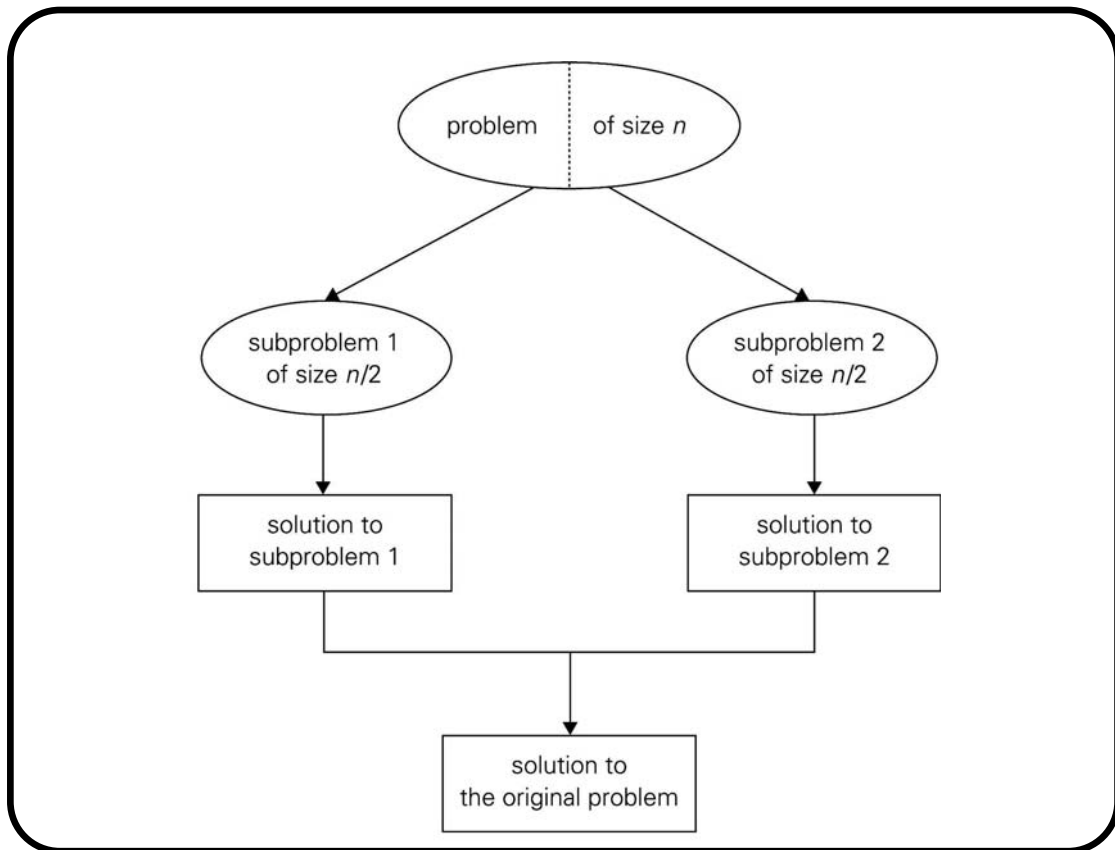 problem of size n
subproblem 1
of size n/2
subproblem 2
of size n/2
solution to
subproblem 1
solution to
subproblem 2
solution to
the original problem